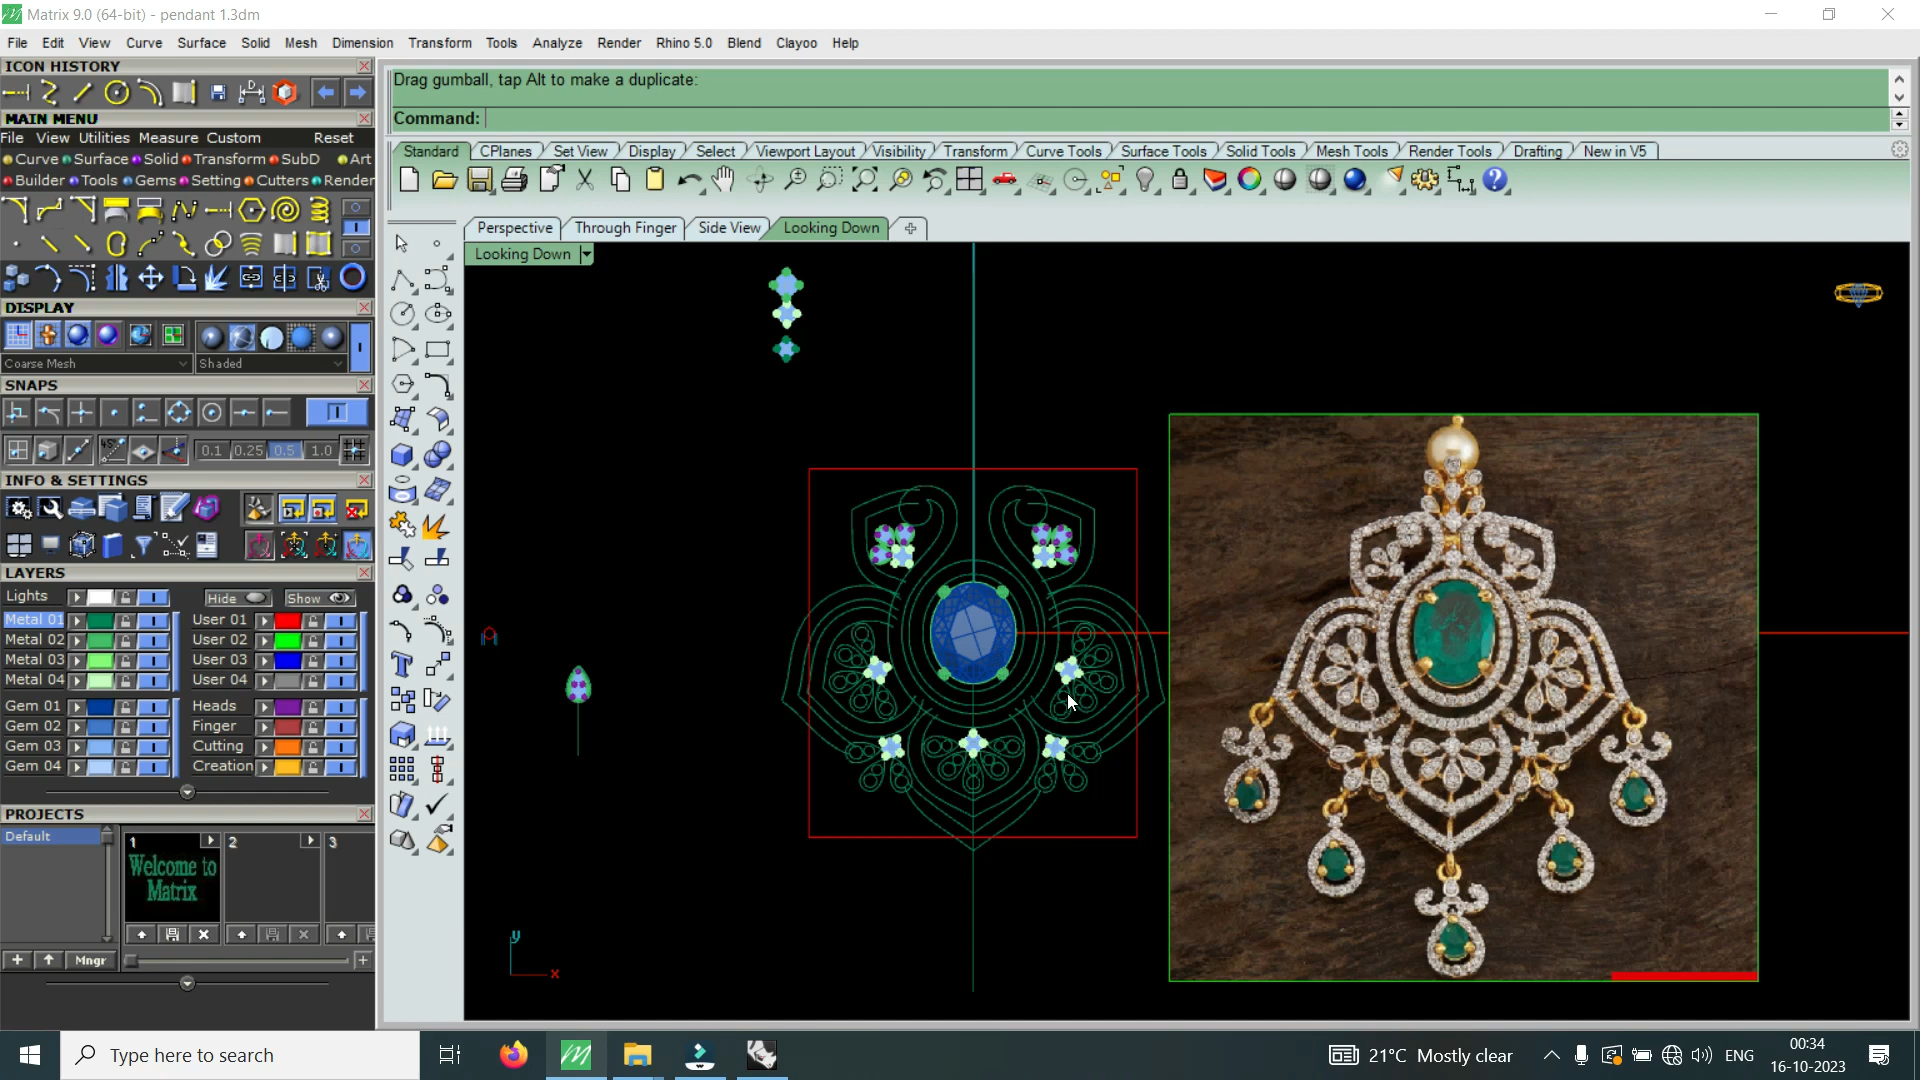 Matrix 9.0 (64-bit) - pendant 1.3dm
File Edit View Curve Surface Solid Mesh Dimension Transform Tools Analyze Render Rhino 5.0 Blend Clayoo Help
ICON HISTORY
MAIN MENU
File View Utilities Measure Custom Reset
Curve Surface Solid Transform SubD Art
Builder Tools Gems Setting Cutters Render
DISPLAY
Coarse Mesh Shaded
SNAPS
0.1 0.25 0.5 1.0
INFO & SETTINGS
LAYERS
Lights Hide Show
Metal 01 User 01
Metal 02 User 02
Metal 03 User 03
Metal 04 User 04
Gem 01 Heads
Gem 02 Finger
Gem 03 Cutting
Gem 04 Creation
PROJECTS
Default
1 2 3
Welcome to
Matrix
Mngr
Drag gumball, tap Alt to make a duplicate:
Command:
Standard CPlanes Set View Display Select Viewport Layout Visibility Transform Curve Tools Surface Tools Solid Tools Mesh Tools Render Tools Drafting New in V5
Perspective Through Finger Side View Looking Down
Looking Down
y
x
Type here to search
21°C Mostly clear
ENG
00:34
16-10-2023